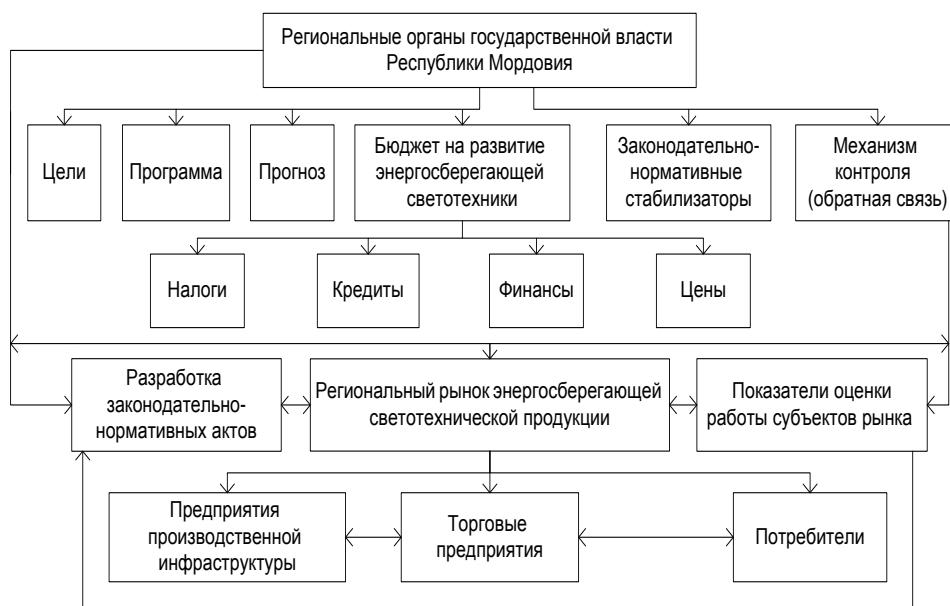 Региональные органы государственной власти
Республики Мордовия
Цели
Программа
Прогноз
Бюджет на развитие
энергосберегающей
светотехники
Законодательно-
нормативные
стабилизаторы
Механизм
контроля
(обратная связь)
Налоги
Кредиты
Финансы
Цены
Разработка
законодательно-
нормативных актов
Региональный рынок энергосберегающей
светотехнической продукции
Показатели оценки
работы субъектов рынка
Предприятия
производственной
инфраструктуры
Торговые
предприятия
Потребители